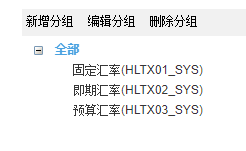 新增分组 编辑分组 删除分组
全部
固定汇率(HLTX01_SYS)
即期汇率(HLTX02_SYS)
预算汇率(HLTX03_SYS)